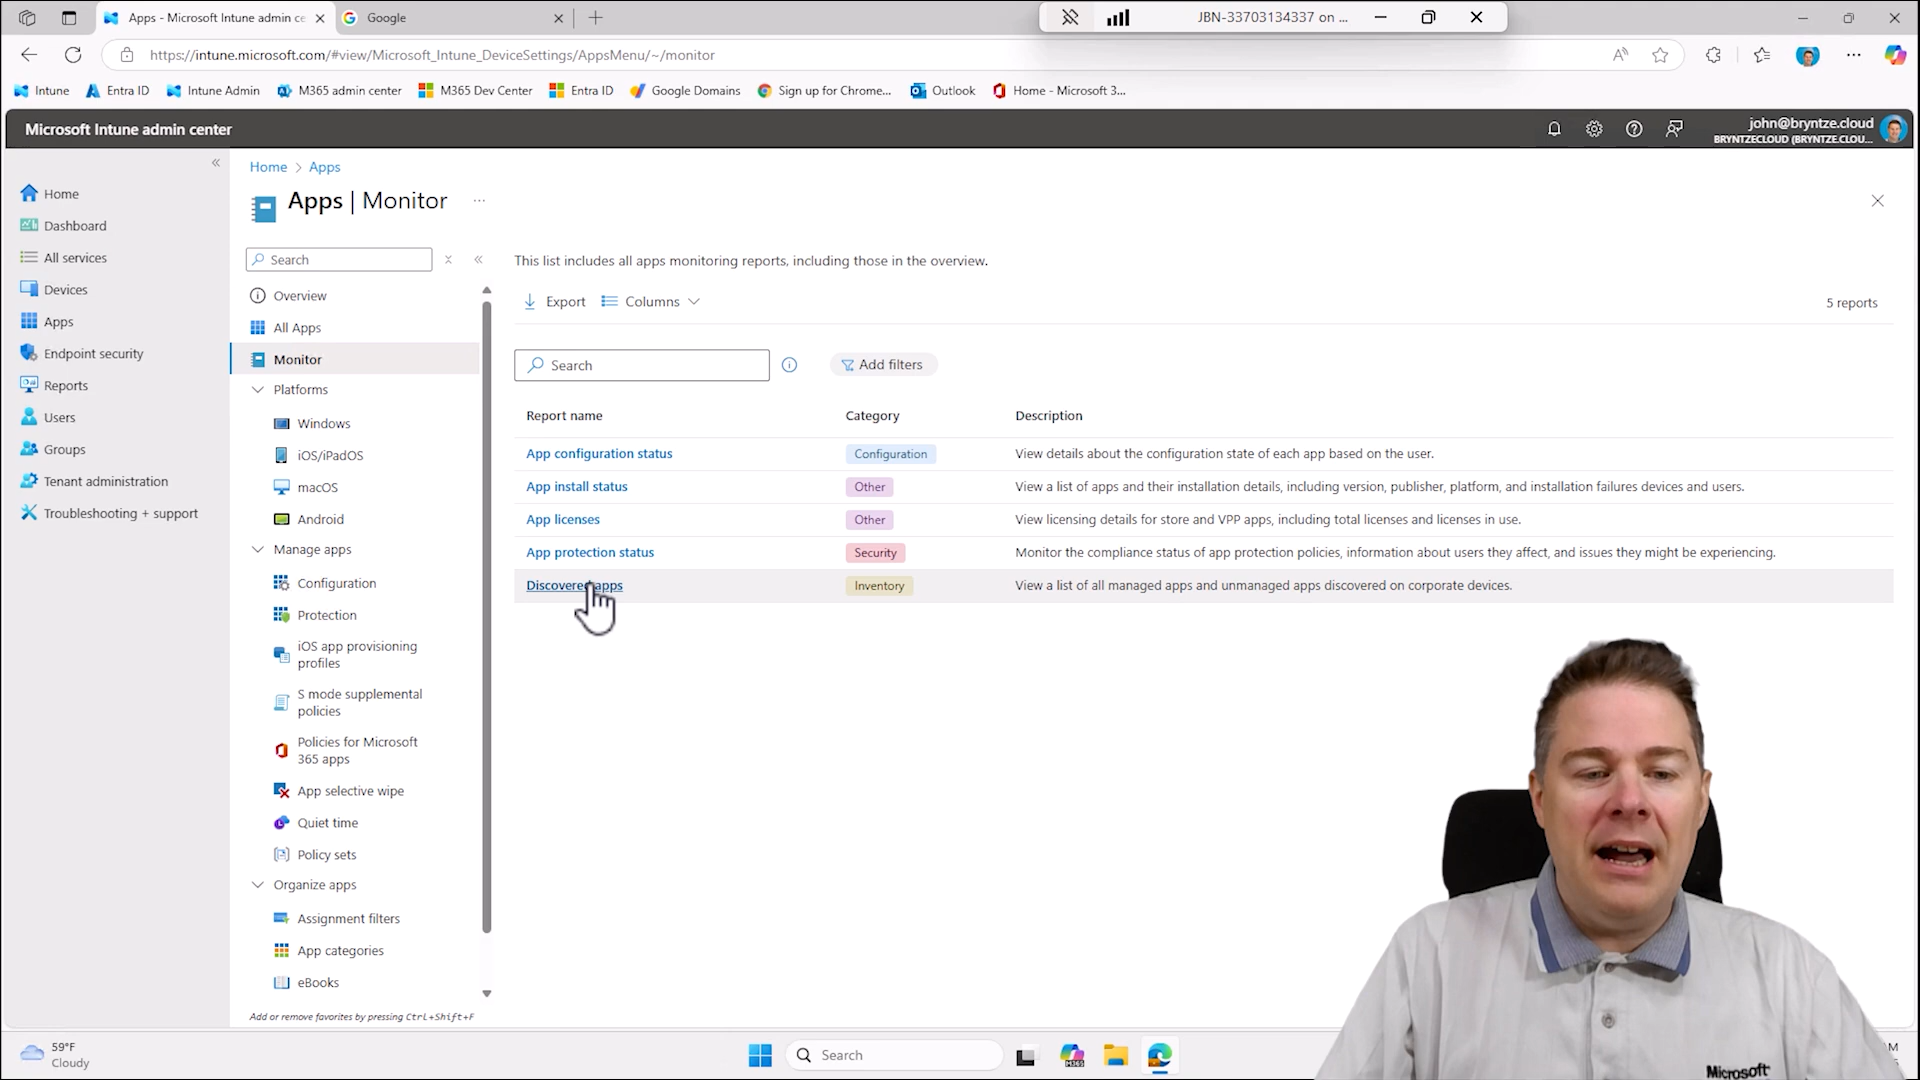 Apps - Microsoft Intune admin ce
Google
JBN-33703134337 on ...
https://intune.microsoft.com/#view/Microsoft_Intune_DeviceSettings/AppsMenu/~/monitor
Intune
Entra ID
Intune Admin
M365 admin center
M365 Dev Center
Entra ID
Google Domains
Sign up for Chrome...
Outlook
Home - Microsoft 3...
Microsoft Intune admin center
john@bryntze.cloud
BRYNTZECLOUD (BRYNTZE.CLOU...
Home
Dashboard
All services
Devices
Apps
Endpoint security
Reports
Users
Groups
Tenant administration
Troubleshooting + support
Home > Apps
Apps | Monitor
Search
Overview
All Apps
Monitor
Platforms
Windows
iOS/iPadOS
macOS
Android
Manage apps
Configuration
Protection
iOS app provisioning
profiles
S mode supplemental
policies
Policies for Microsoft
365 apps
App selective wipe
Quiet time
Policy sets
Organize apps
Assignment filters
App categories
eBooks
Add or remove favorites by pressing Ctrl+Shift+F
This list includes all apps monitoring reports, including those in the overview.
Export
Columns
5 reports
Search
Add filters
Report name Category Description
App configuration status Configuration View details about the configuration state of each app based on the user.
App install status Other View a list of apps and their installation details, including version, publisher, platform, and installation failures devices and users.
App licenses Other View licensing details for store and VPP apps, including total licenses and licenses in use.
App protection status Security Monitor the compliance status of app protection policies, information about users they affect, and issues they might be experiencing.
Discovered apps Inventory View a list of all managed apps and unmanaged apps discovered on corporate devices.
59°F
Cloudy
Search
Microsoft